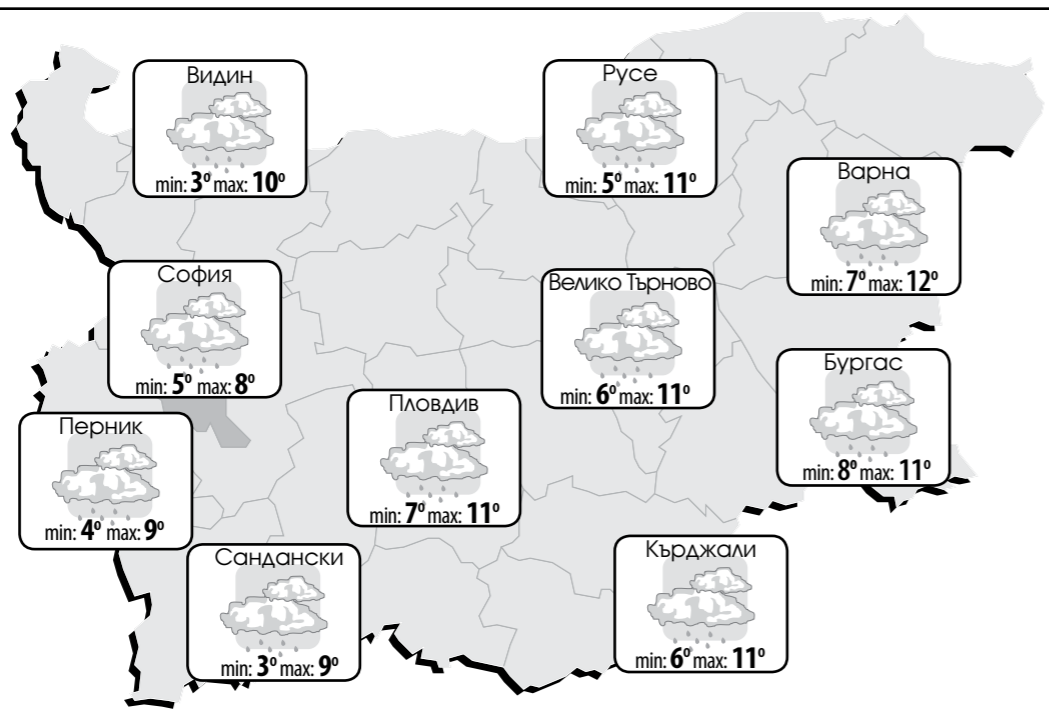 Видин
min: 3° max: 10°
Русе
min: 5° max: 11°
Варна
min: 7° max: 12°
София
min: 5° max: 8°
Велико Търново
min: 6° max: 11°
Бургас
min: 8° max: 11°
Пловдив
min: 7° max: 11°
Перник
min: 4° max: 9°
Сандански
min: 3° max: 9°
Кърджали
min: 6° max: 11°